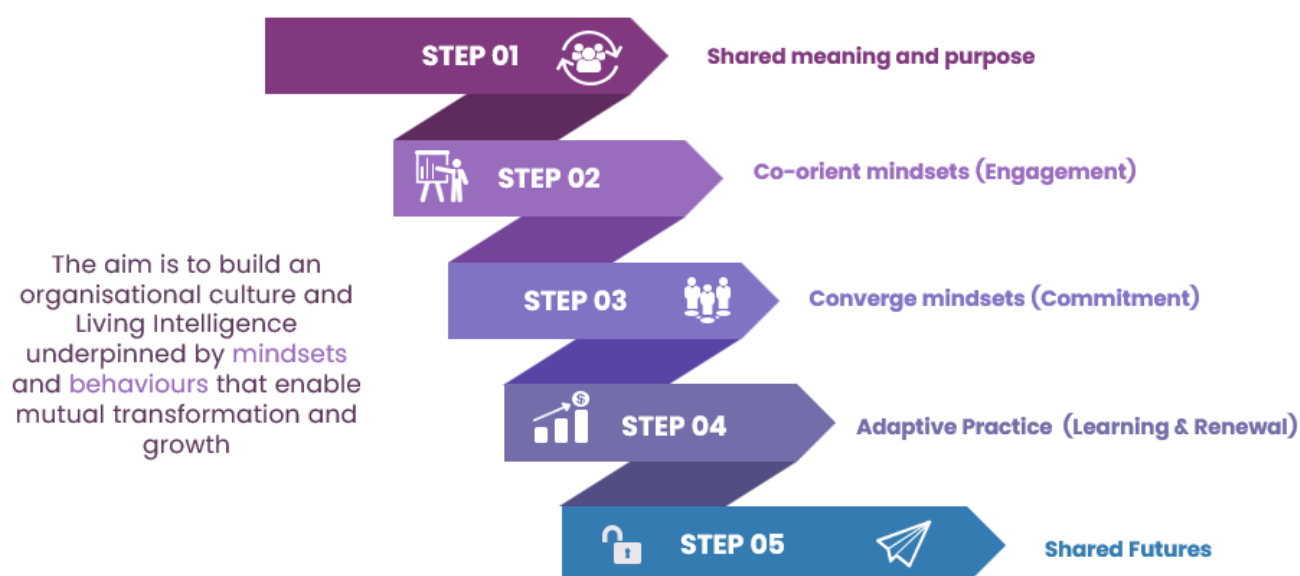 STEP 01
Shared meaning and purpose
STEP 02
Co-orient mindsets (Engagement)
The aim is to build an
organisational culture and
Living Intelligence
underpinned by mindsets
and behaviours that enable
mutual transformation and
growth
STEP 03
Converge mindsets (Commitment)
$
STEP 04
Adaptive Practice (Learning & Renewal)
STEP 05
Shared Futures